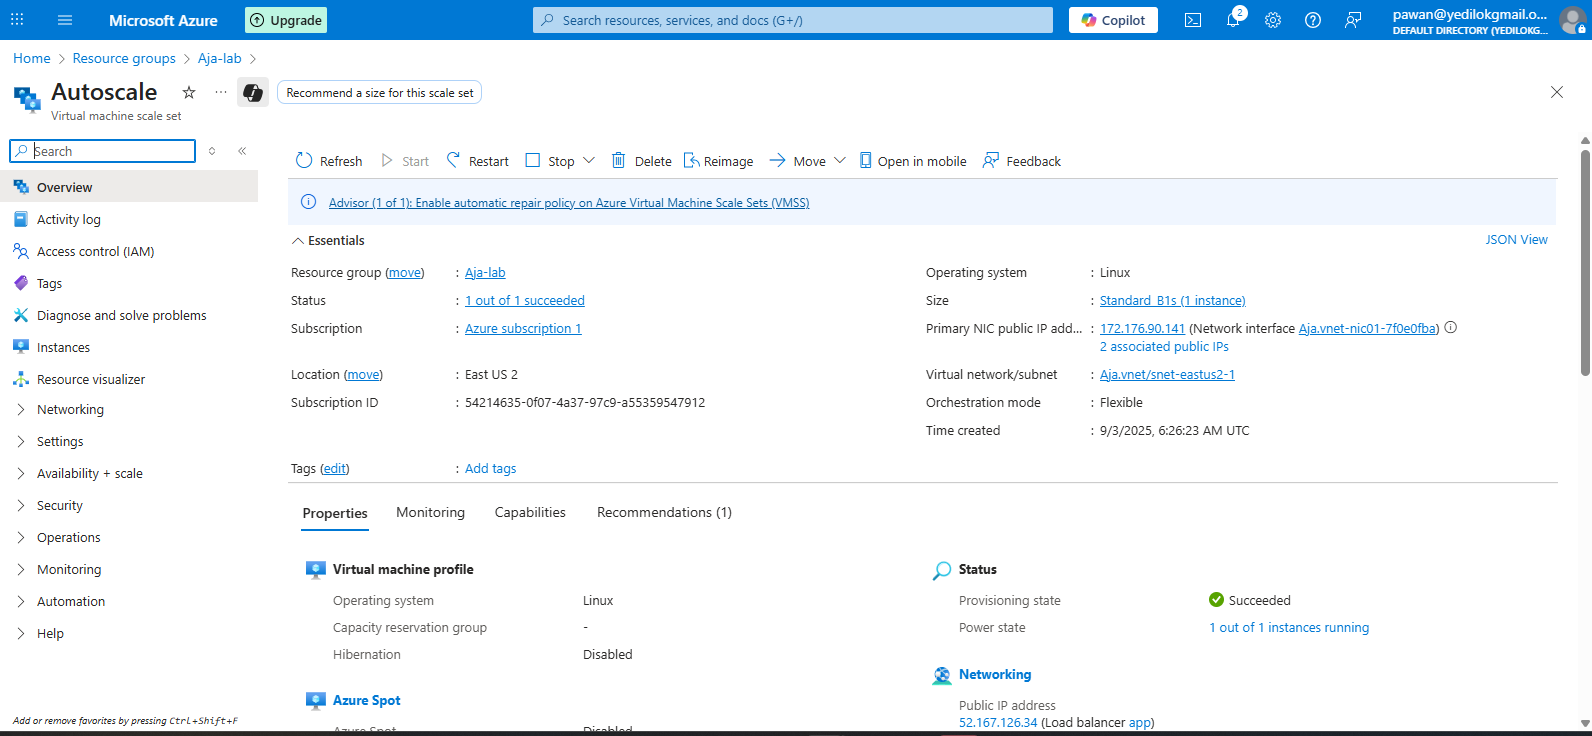 Microsoft Azure
Upgrade
Search resources, services, and docs (G+/)
Copilot
2
pawan@yedilokgmail.o...
DEFAULT DIRECTORY (YEDILOKG...
Home > Resource groups > Aja-lab >
Autoscale
Virtual machine scale set
Recommend a size for this scale set
Search
Overview
Activity log
Access control (IAM)
Tags
Diagnose and solve problems
Instances
Resource visualizer
Networking
Settings
Availability + scale
Security
Operations
Monitoring
Automation
Help
Add or remove favorites by pressing Ctrl+Shift+F
Refresh Start Restart Stop Delete Reimage Move Open in mobile Feedback
Advisor (1 of 1): Enable automatic repair policy on Azure Virtual Machine Scale Sets (VMSS)
Essentials
JSON View
Resource group (move) : Aja-lab
Status : 1 out of 1 succeeded
Subscription : Azure subscription 1
Location (move) : East US 2
Subscription ID : 54214635-0f07-4a37-97c9-a55359547912
Operating system : Linux
Size : Standard_B1s (1 instance)
Primary NIC public IP add... : 172.176.90.141 (Network interface Aja.vnet-nic01-7f0e0fba)
2 associated public IPs
Virtual network/subnet : Aja.vnet/snet-eastus2-1
Orchestration mode : Flexible
Time created : 9/3/2025, 6:26:23 AM UTC
Tags (edit) : Add tags
Properties Monitoring Capabilities Recommendations (1)
Virtual machine profile
Operating system Linux
Capacity reservation group -
Hibernation Disabled
Azure Spot
Azure Spot Disabled
Status
Provisioning state Succeeded
Power state 1 out of 1 instances running
Networking
Public IP address
52.167.126.34 (Load balancer app)